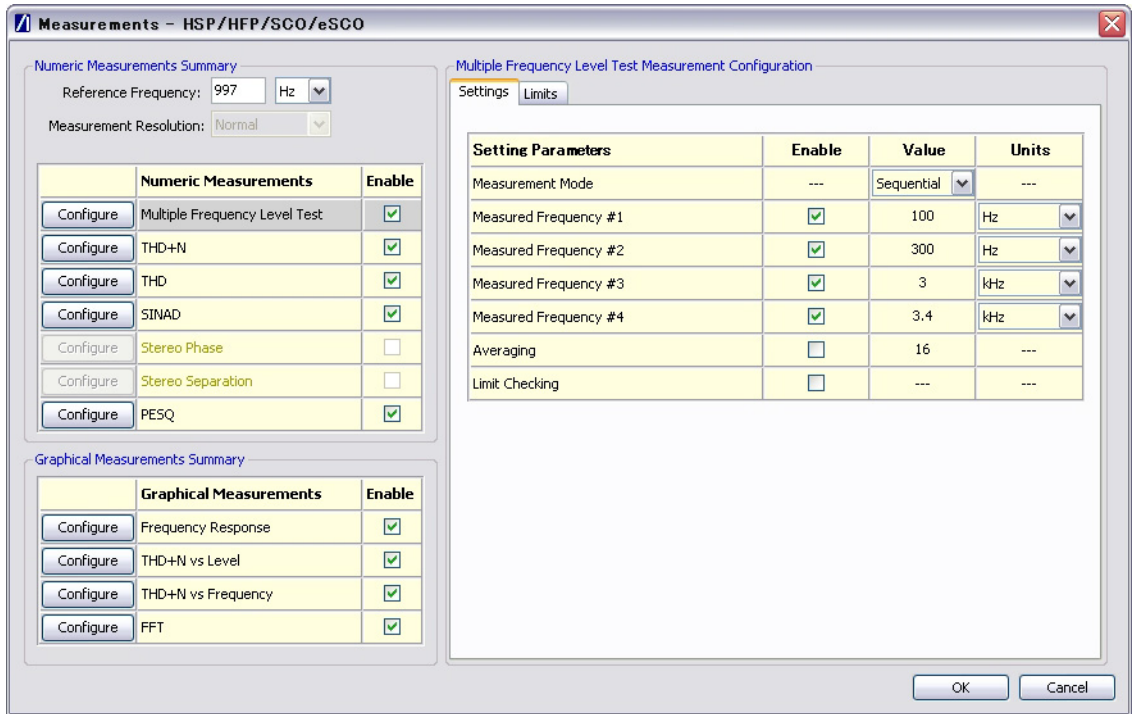 Measurements - HSP/HFP/SCO/eSCO
Numeric Measurements Summary
Reference Frequency: 997 Hz
Measurement Resolution: Normal
Numeric Measurements Enable
Configure Multiple Frequency Level Test
Configure THD+N
Configure THD
Configure SINAD
Configure Stereo Phase
Configure Stereo Separation
Configure PESQ
Graphical Measurements Summary
Graphical Measurements Enable
Configure Frequency Response
Configure THD+N vs Level
Configure THD+N vs Frequency
Configure FFT
Multiple Frequency Level Test Measurement Configuration
Settings Limits
Setting Parameters Enable Value Units
Measurement Mode --- Sequential ---
Measured Frequency #1 100 Hz
Measured Frequency #2 300 Hz
Measured Frequency #3 3 kHz
Measured Frequency #4 3.4 kHz
Averaging 16 ---
Limit Checking --- ---
OK Cancel